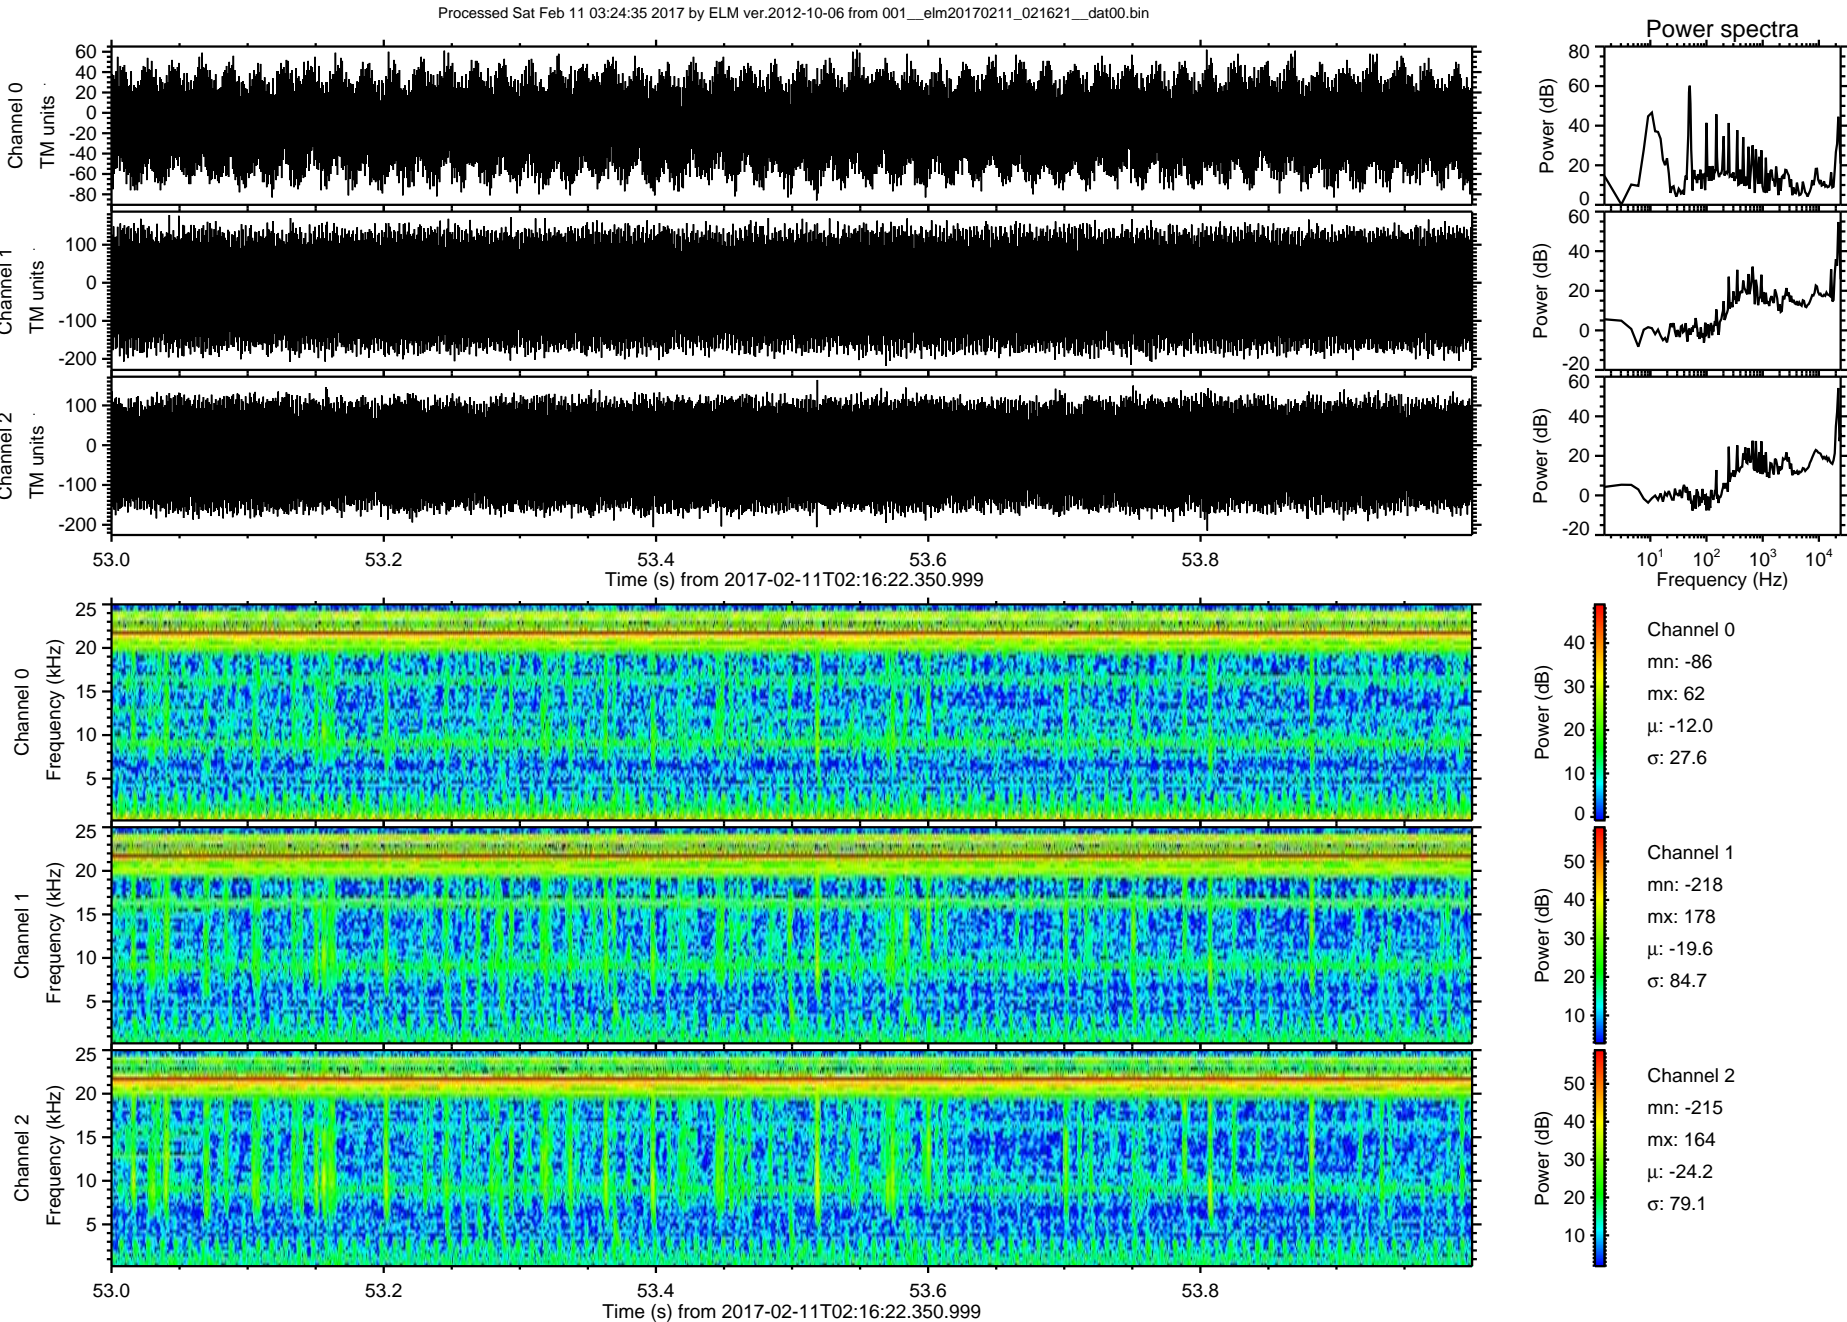 Processed Sat Feb 11 03:24:35 2017 by ELM ver.2012-10-06 from 001__elm20170211_021621__dat00.bin
Power spectra
Channel 0
TM units
60
40
20
0
-20
-40
-60
-80
Power (dB)
80
60
40
20
0
Channel 1
TM units
100
0
-100
-200
Power (dB)
60
40
20
0
-20
Channel 2
TM units
100
0
-100
-200
Power (dB)
60
40
20
0
-20
53.0 53.2 53.4 53.6 53.8
Time (s) from 2017-02-11T02:16:22.350.999
10^1 10^2 10^3 10^4
Frequency (Hz)
Channel 0
Frequency (kHz)
25
20
15
10
5
Power (dB)
40
30
20
10
0
Channel 0
mn: -86
mx: 62
μ: -12.0
σ: 27.6
Channel 1
Frequency (kHz)
25
20
15
10
5
Power (dB)
50
40
30
20
10
Channel 1
mn: -218
mx: 178
μ: -19.6
σ: 84.7
Channel 2
Frequency (kHz)
25
20
15
10
5
Power (dB)
50
40
30
20
10
Channel 2
mn: -215
mx: 164
μ: -24.2
σ: 79.1
53.0 53.2 53.4 53.6 53.8
Time (s) from 2017-02-11T02:16:22.350.999